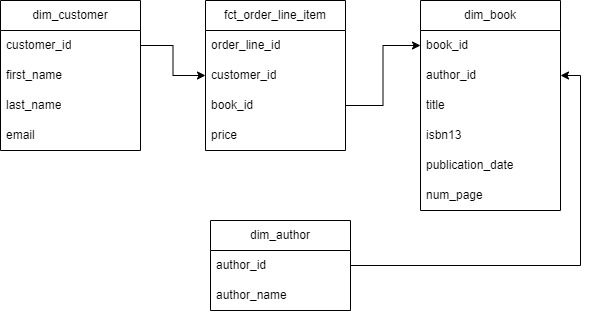 dim_customer
customer_id
first_name
last_name
email
fct_order_line_item
order_line_id
customer_id
book_id
price
dim_book
book_id
author_id
title
isbn13
publication_date
num_page
dim_author
author_id
author_name